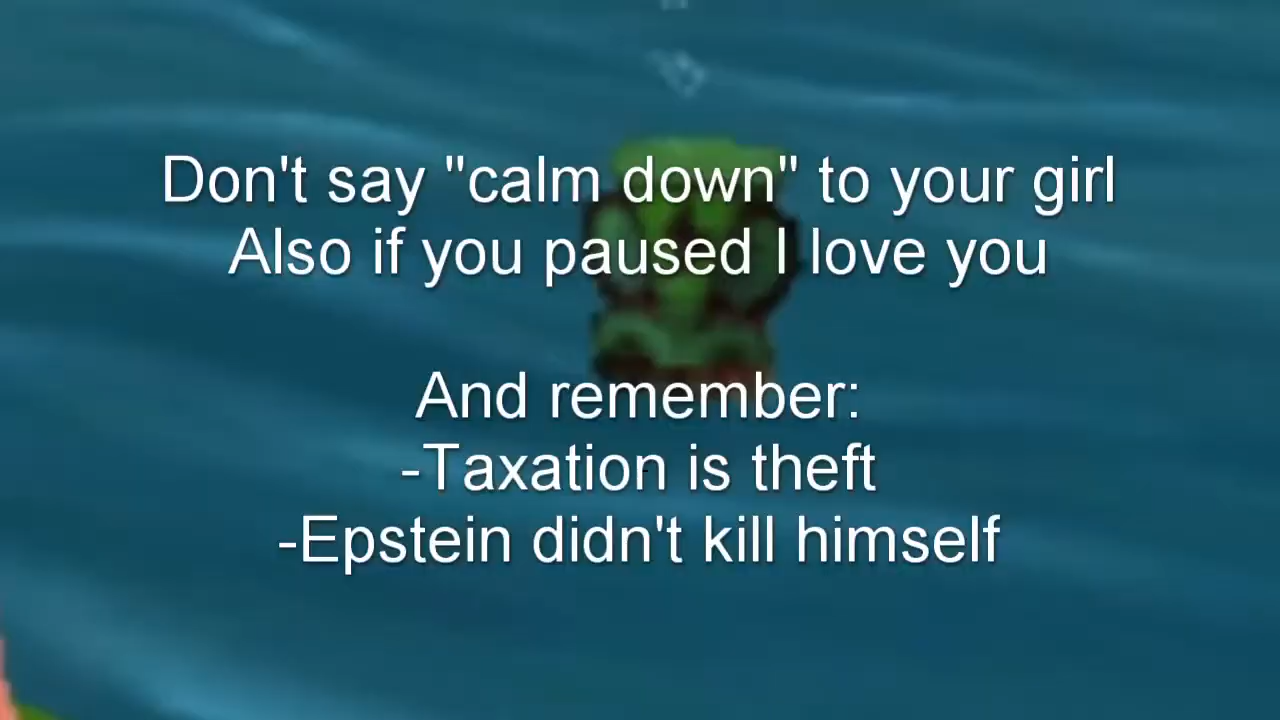 Don't say "calm down" to your girl
Also if you paused I love you
And remember:
-Taxation is theft
-Epstein didn't kill himself